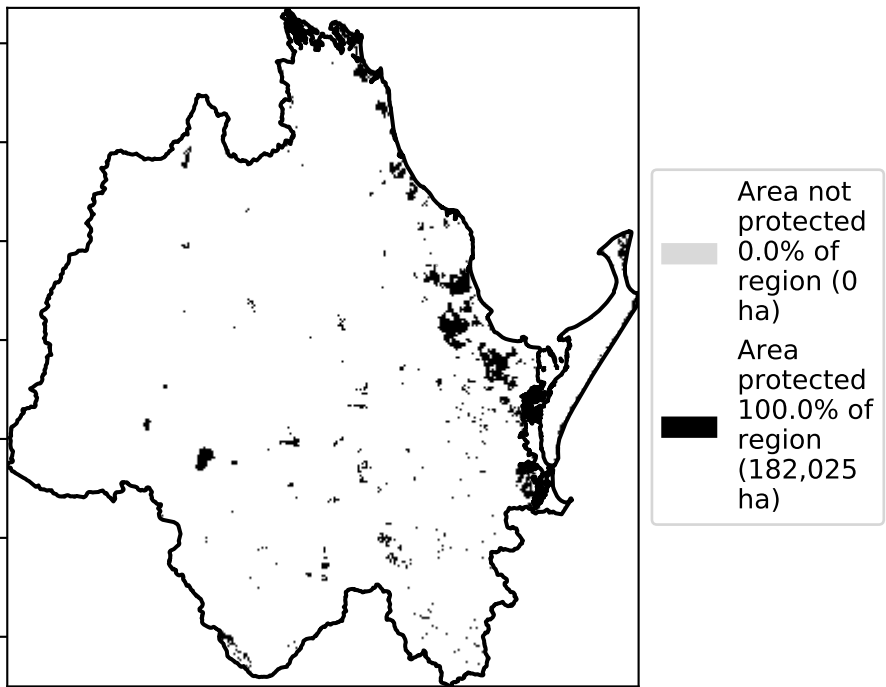 Area not
protected
0.0% of
region (0
ha)
Area
protected
100.0% of
region
(182,025
ha)